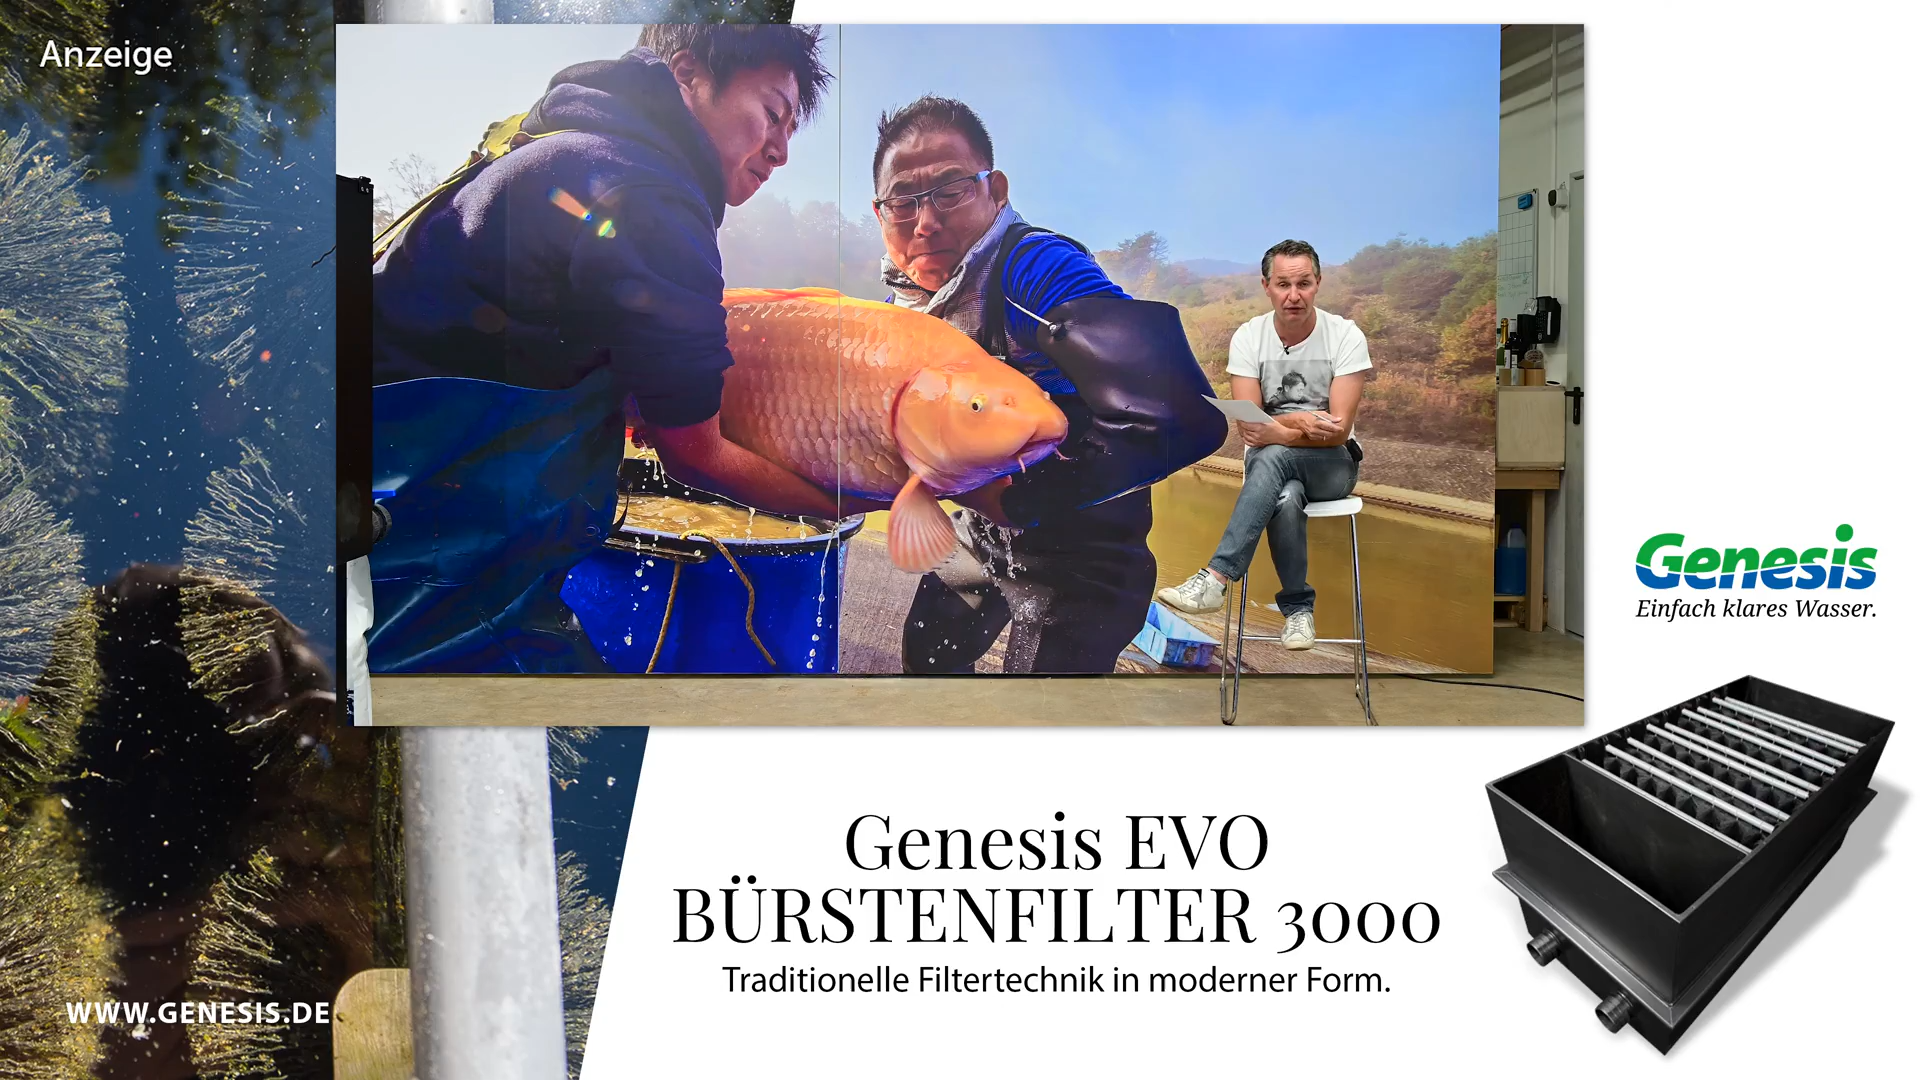 Anzeige
Genesis
Einfach klares Wasser.
Genesis EVO
BÜRSTENFILTER 3000
Traditionelle Filtertechnik in moderner Form.
WWW.GENESIS.DE